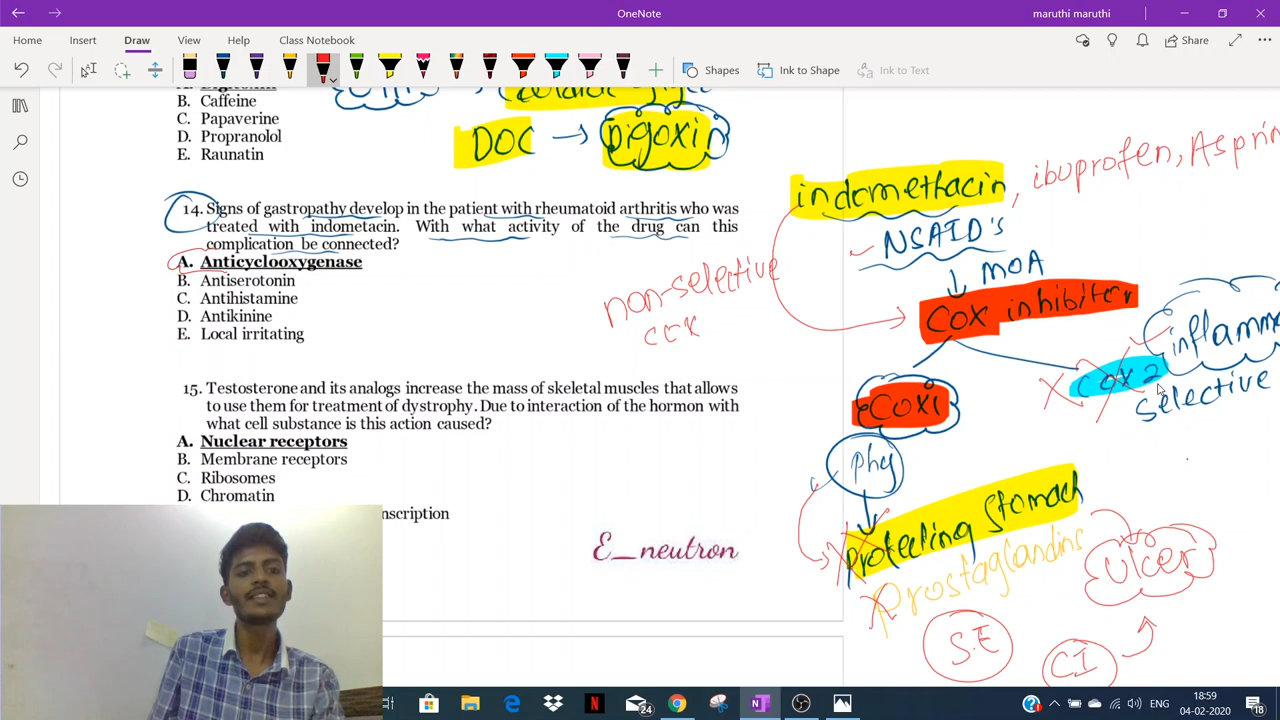 OneNote
maruthi maruthi
Home
Insert
Draw
View
Help
Class Notebook
Share
Shapes
Ink to Shape
Ink to Text
B. Caffeine
C. Papaverine
D. Propranolol
E. Raunatin
DOC → Digoxin
14. Signs of gastropathy develop in the patient with rheumatoid arthritis who was
treated with indometacin. With what activity of the drug can this
complication be connected?
A. Anticyclooxygenase
B. Antiserotonin
C. Antihistamine
D. Antikinine
E. Local irritating
15. Testosterone and its analogs increase the mass of skeletal muscles that allows
to use them for treatment of dystrophy. Due to interaction of the hormon with
what cell substance is this action caused?
A. Nuclear receptors
B. Membrane receptors
C. Ribosomes
D. Chromatin
nscription
E_neutron
indomethacin, ibuprofen, Asprin
NSAID's
↓ MOA
non-selective
COX inhibiter
inflamm
COX 2
selective
COX1
phy
Protecting Stomach
Prostaglandins
Ulcer
S.E
CI
24
ENG
18:59
04-02-2020
18